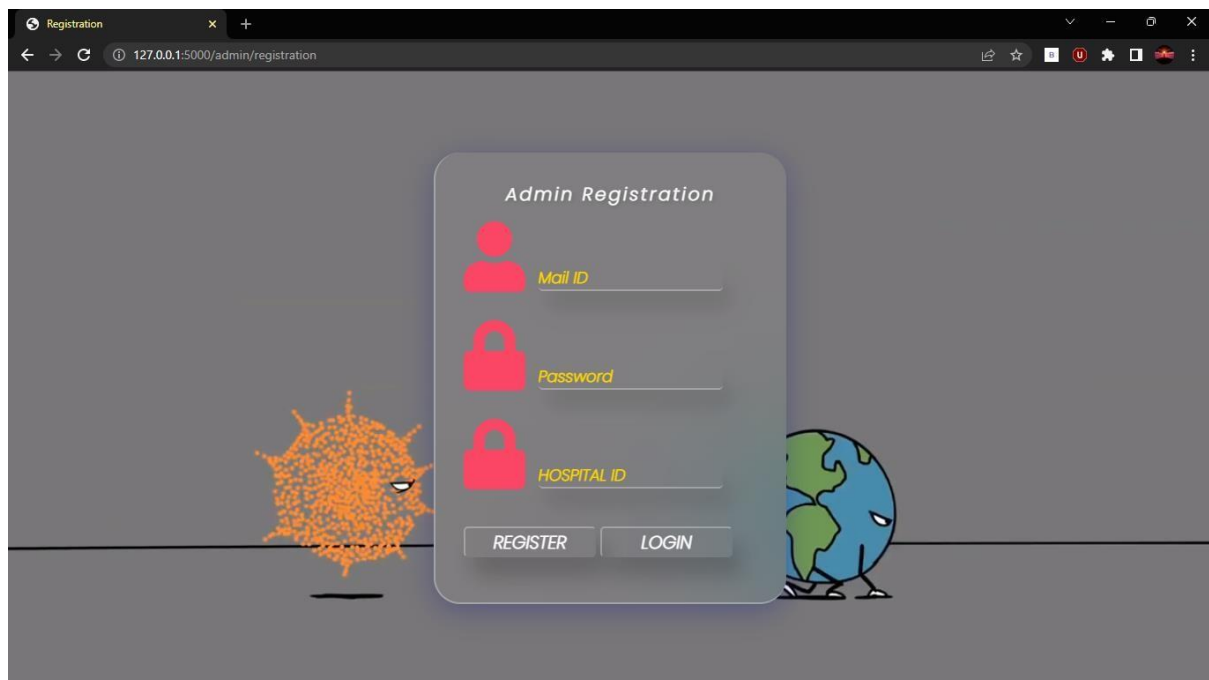 Registration
127.0.0.1:5000/admin/registration
B
U
Admin Registration
Mail ID
Password
HOSPITAL ID
REGISTER LOGIN